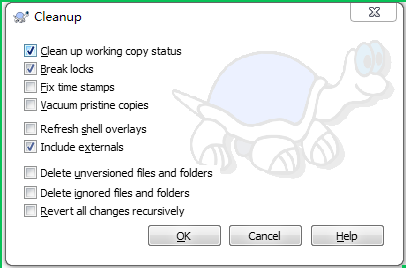 Cleanup
Clean up working copy status
Break locks
Fix time stamps
Vacuum pristine copies
Refresh shell overlays
Include externals
Delete unversioned files and folders
Delete ignored files and folders
Revert all changes recursively
OK Cancel Help